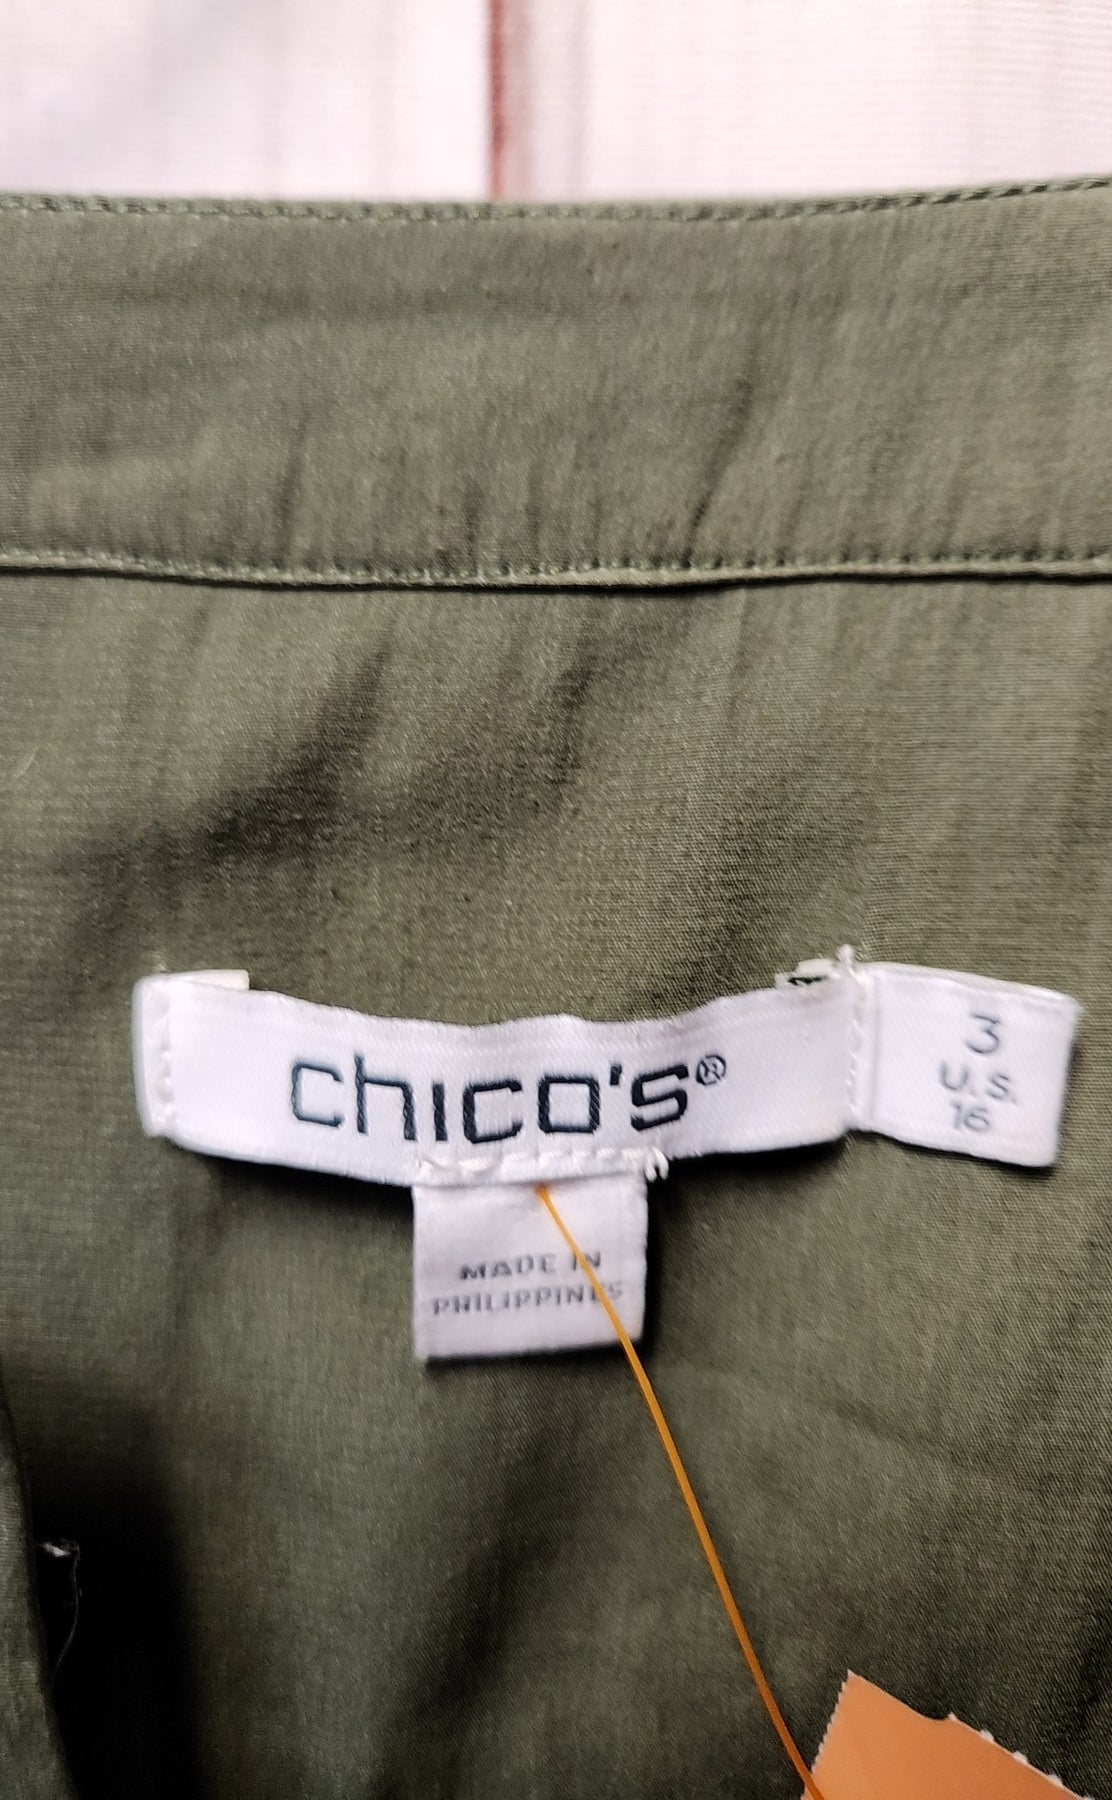 chico's®
3
U.S.
16
MADE IN
PHILIPPINES